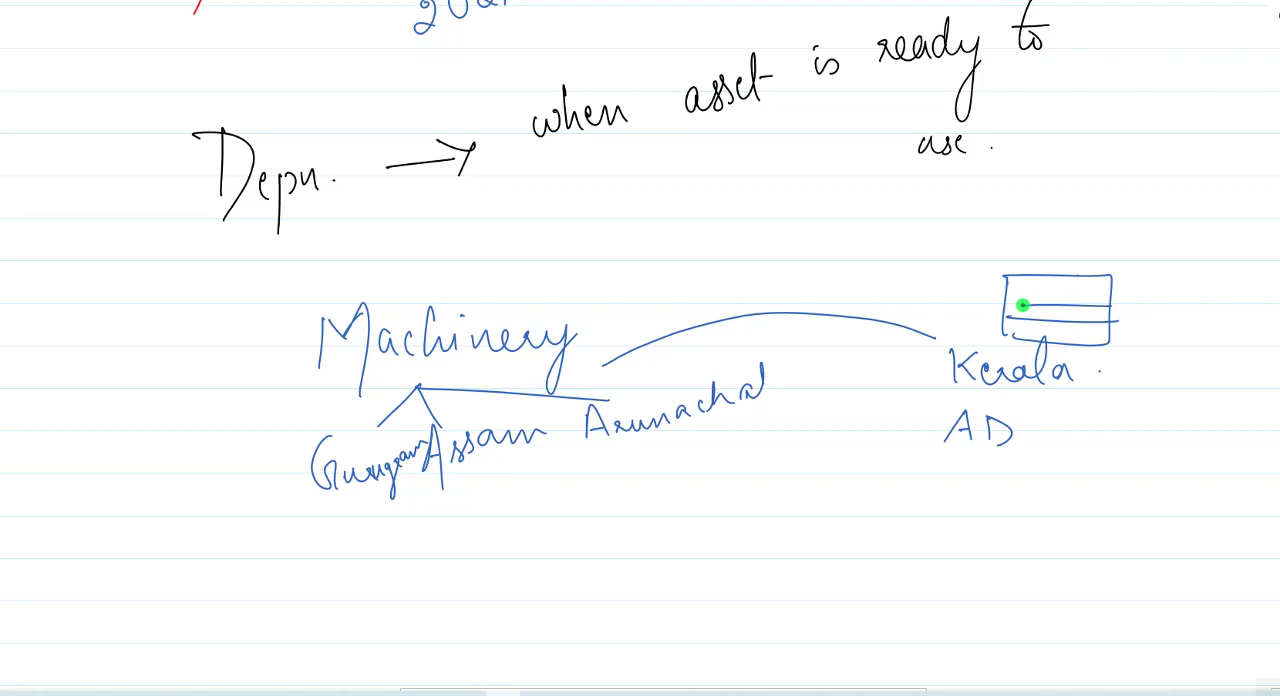 when asset is ready to
use.
Depn. →
Machinery
Kerala.
Gurugram Assam Arunachal
AD